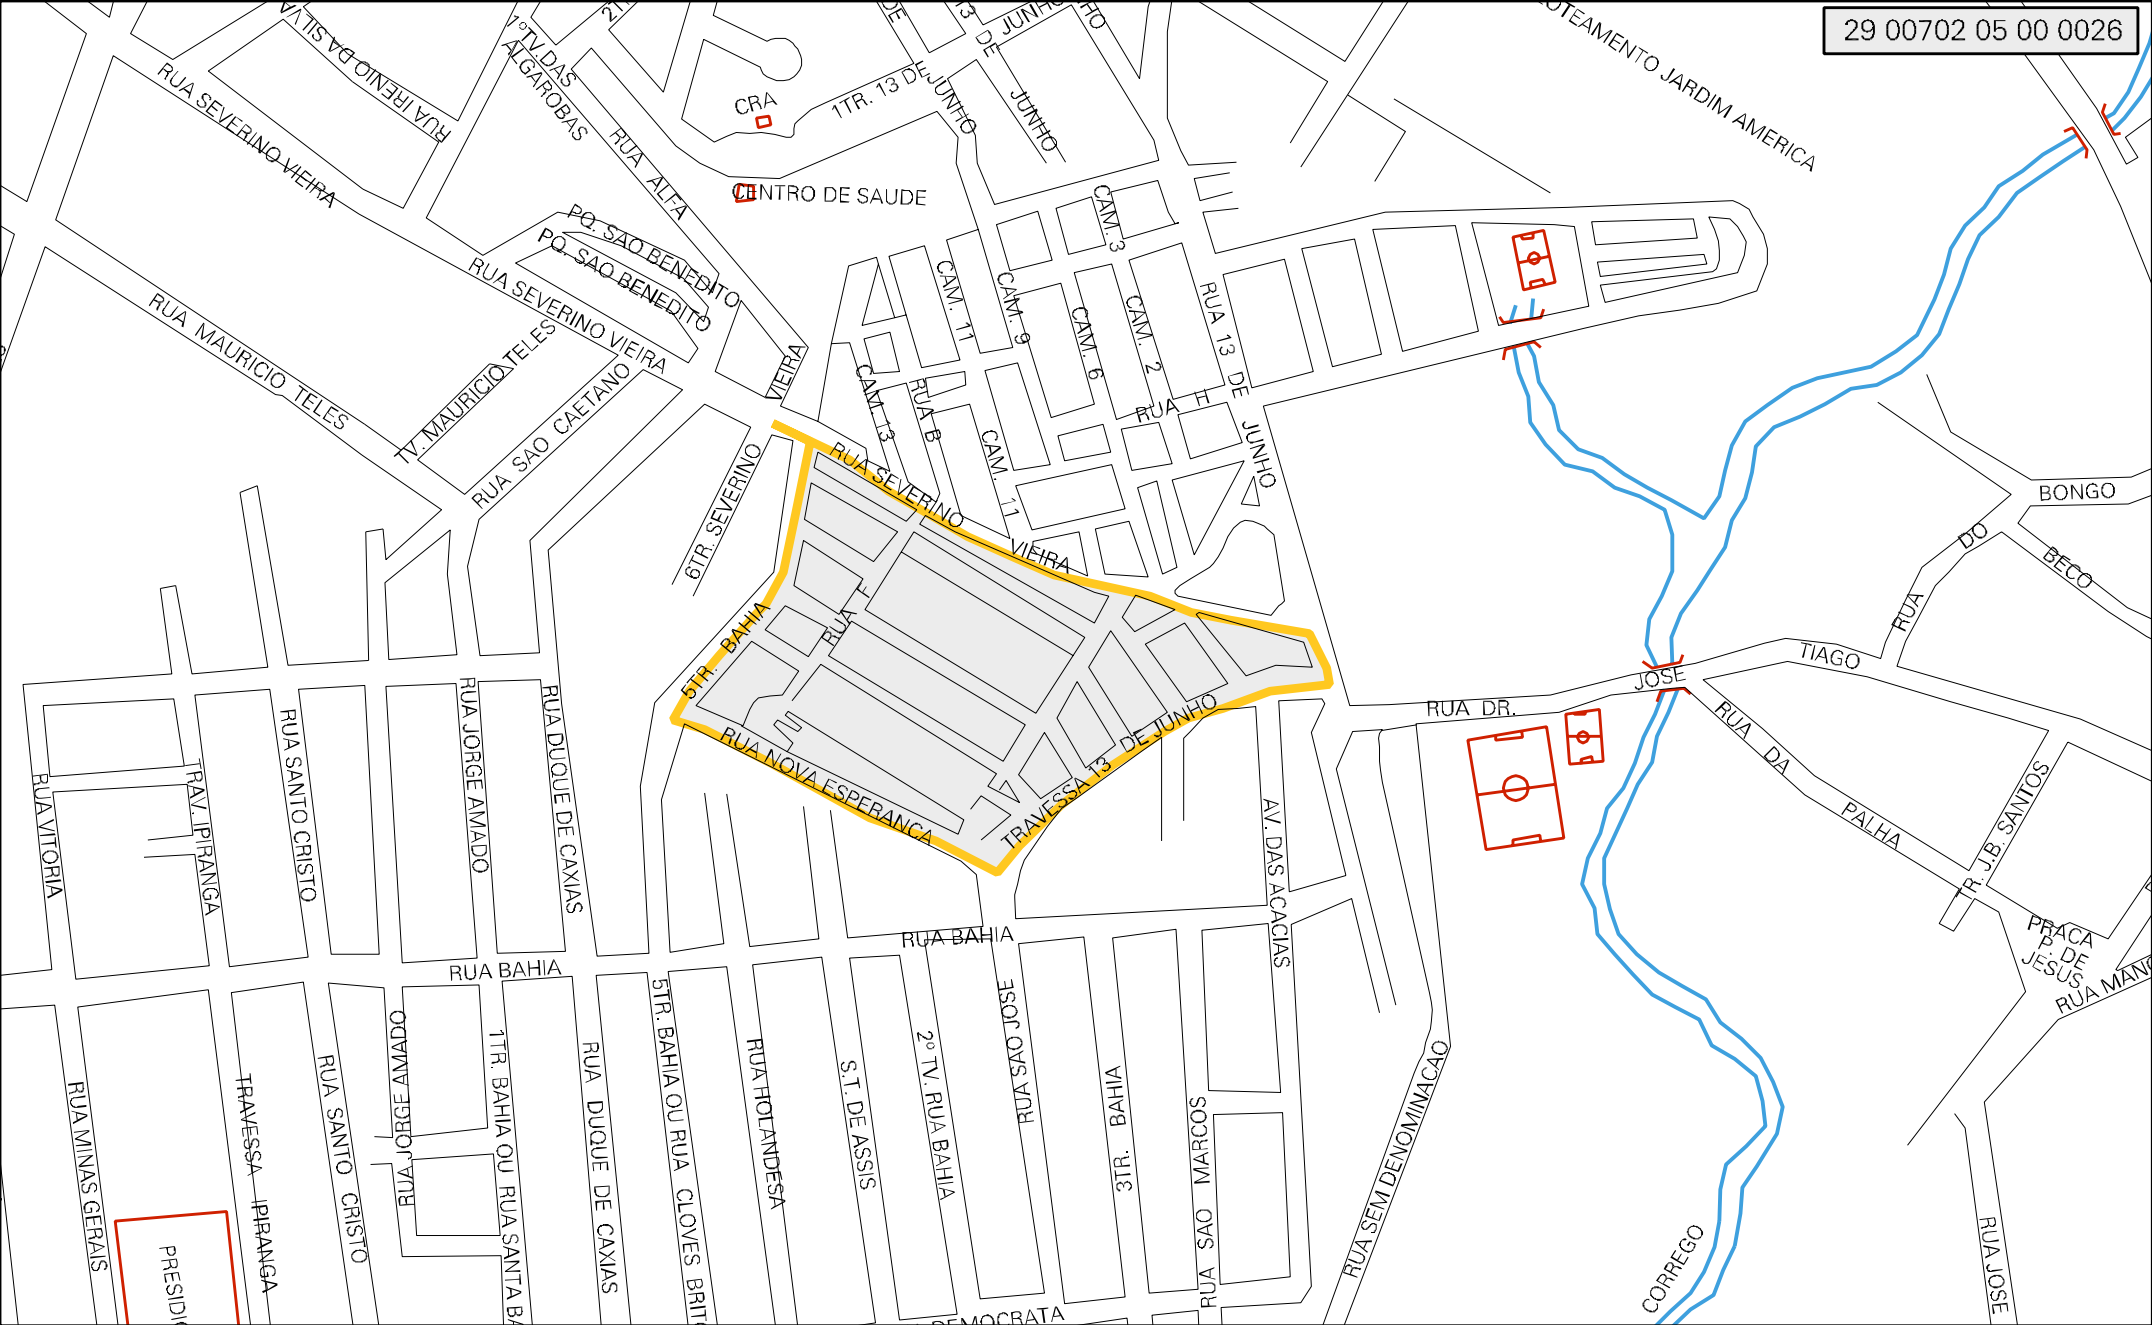 29 00702 05 00 0026
LOTEAMENTO JARDIM AMERICA
RUA IRENIO DA SILVA
1ºTV.DAS
ALGAROBAS
RUA SEVERINO VIEIRA
RUA ALFA
CRA
CENTRO DE SAUDE
1TR. 13 DE JUNHO
13 DE JUNHO
JUNHO
PQ. SAO BENEDITO
PQ. SAO BENEDITO
RUA SEVERINO VIEIRA
VIEIRA
RUA MAURICIO TELES
TV. MAURICIO TELES
RUA SAO CAETANO
6TR. SEVERINO
CAM. 3
CAM. 11
CAM. 9
CAM. 6
CAM. 2
RUA 13 DE JUNHO
RUA H
CAM. 13
RUA B
CAM. 11
RUA SEVERINO VIEIRA
RUA F
5TR. BAHIA
RUA NOVA ESPERANCA
TRAVESSA 13 DE JUNHO
BONGO
RUA DO BECO
RUA DR. JOSE TIAGO
RUA DA PALHA
TR. J.B. SANTOS
PRACA
P. DE
JESUS
RUA MANO
RUA VITORIA
TRAV. IPIRANGA
RUA SANTO CRISTO
RUA JORGE AMADO
RUA DUQUE DE CAXIAS
AV. DAS ACACIAS
RUA BAHIA
RUA BAHIA
RUA MINAS GERAIS
TRAVESSA IPIRANGA
RUA SANTO CRISTO
RUA JORGE AMADO
1TR. BAHIA OU RUA SANTA BA
RUA DUQUE DE CAXIAS
5TR. BAHIA OU RUA CLOVES BRITO
RUA HOLANDESA
S.T. DE ASSIS
2º TV. RUA BAHIA
RUA SAO JOSE
3TR. BAHIA
RUA SAO MARCOS
RUA SEM DENOMINACAO
CORREGO
RUA JOSE
PRESIDIO
DEMOCRATA